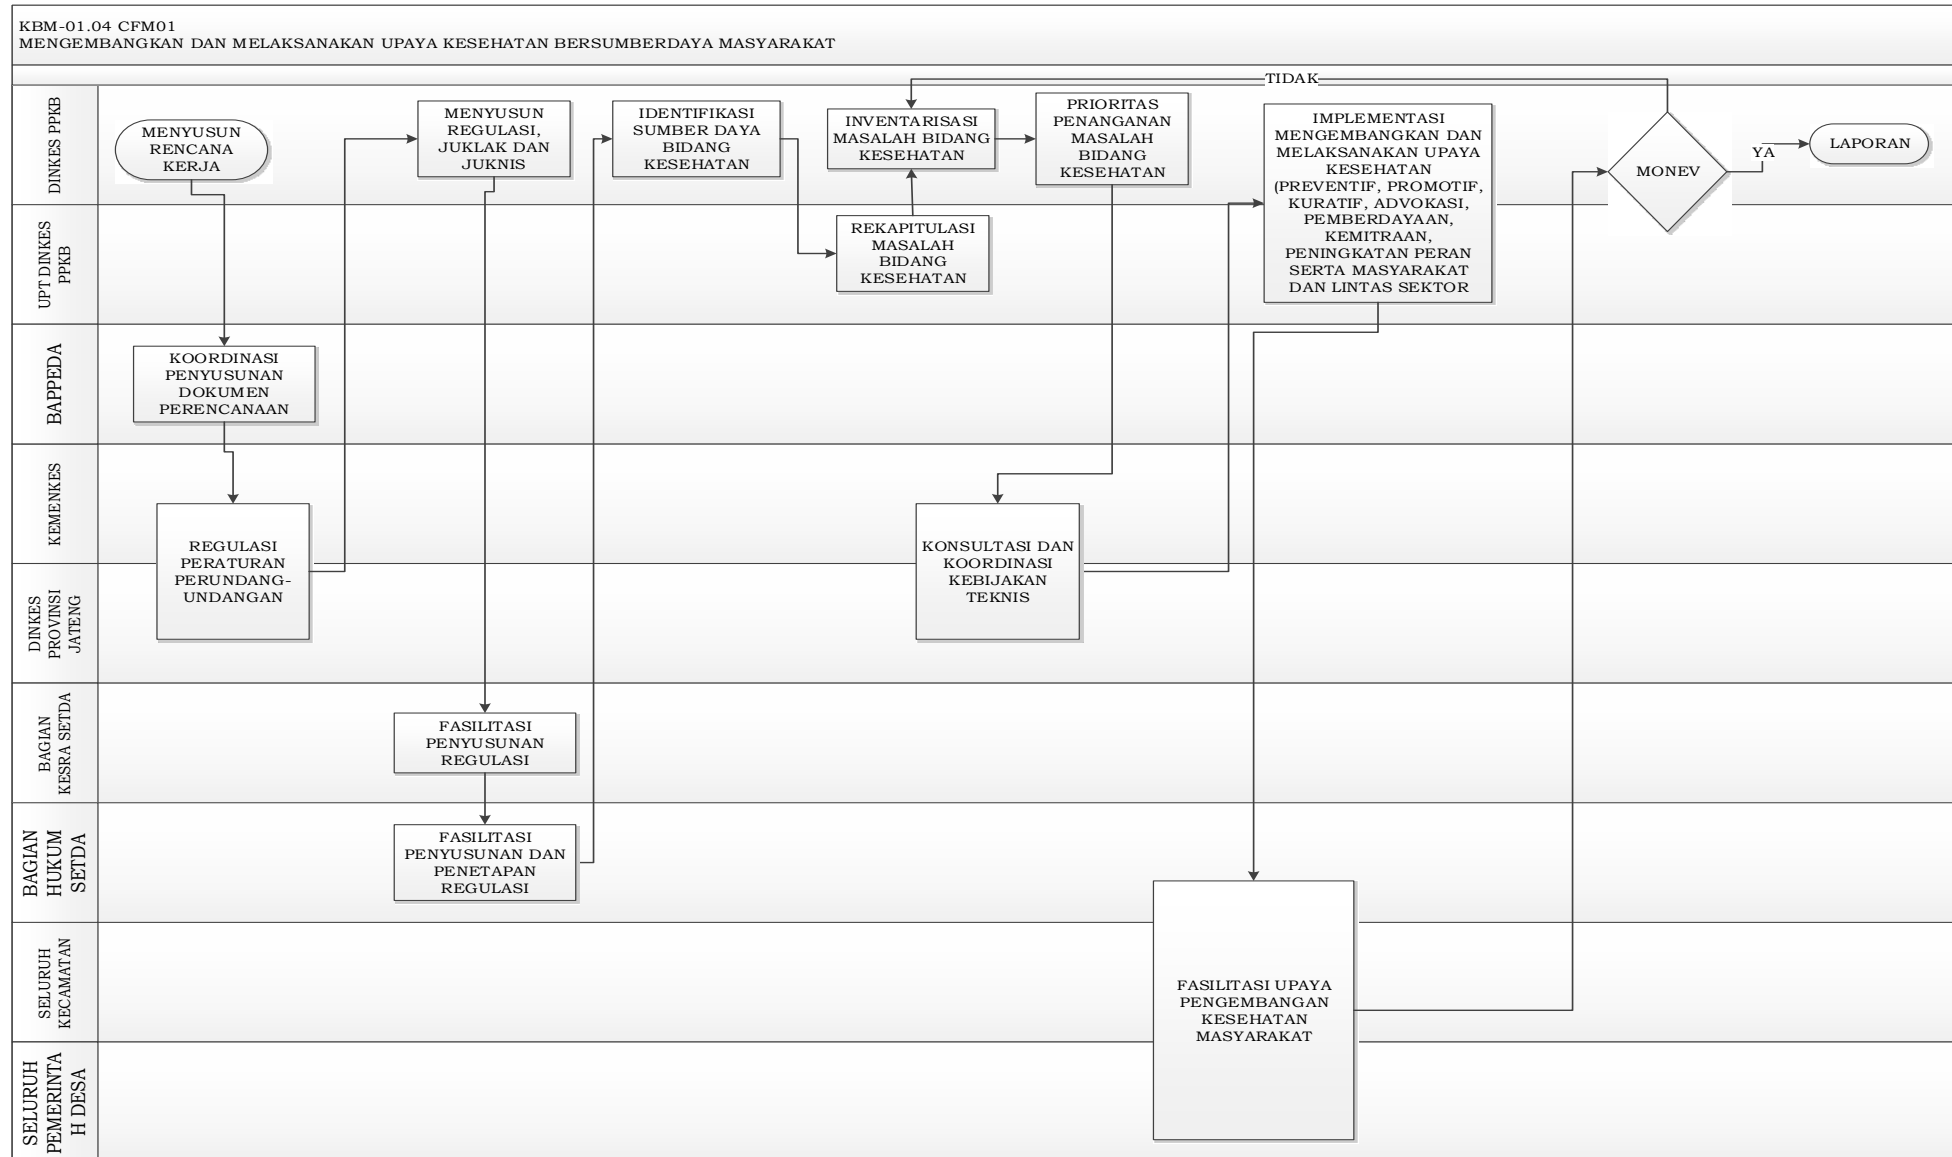 KBM-01.04 CFM01
MENGEMBANGKAN DAN MELAKSANAKAN UPAYA KESEHATAN BERSUMBERDAYA MASYARAKAT
TIDAK
DINKES PPKB
MENYUSUN
RENCANA
KERJA
MENYUSUN
REGULASI,
JUKLAK DAN
JUKNIS
IDENTIFIKASI
SUMBER DAYA
BIDANG
KESEHATAN
INVENTARISASI
MASALAH BIDANG
KESEHATAN
PRIORITAS
PENANGANAN
MASALAH
BIDANG
KESEHATAN
IMPLEMENTASI
MENGEMBANGKAN DAN
MELAKSANAKAN UPAYA
KESEHATAN
(PREVENTIF, PROMOTIF,
KURATIF, ADVOKASI,
PEMBERDAYAAN,
KEMITRAAN,
PENINGKATAN PERAN
SERTA MASYARAKAT
DAN LINTAS SEKTOR
MONEV
YA
LAPORAN
UPT DINKES
PPKB
REKAPITULASI
MASALAH
BIDANG
KESEHATAN
BAPPEDA
KOORDINASI
PENYUSUNAN
DOKUMEN
PERENCANAAN
KEMENKES
REGULASI
PERATURAN
PERUNDANG-
UNDANGAN
KONSULTASI DAN
KOORDINASI
KEBIJAKAN
TEKNIS
DINKES
PROVINSI
JATENG
BAGIAN
KESRA SETDA
FASILITASI
PENYUSUNAN
REGULASI
BAGIAN
HUKUM
SETDA
FASILITASI
PENYUSUNAN DAN
PENETAPAN
REGULASI
SELURUH
KECAMATAN
FASILITASI UPAYA
PENGEMBANGAN
KESEHATAN
MASYARAKAT
SELURUH
PEMERINTA
H DESA